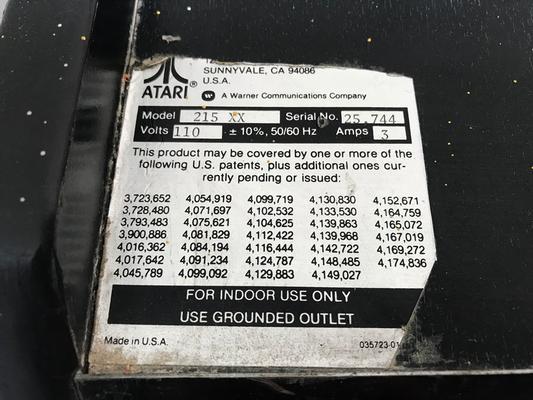 SUNNYVALE, CA 94086
U.S.A.
ATARI® A Warner Communications Company
Model 215 XX Serial No. 25,744
Volts 110 ± 10%, 50/60 Hz Amps 3
This product may be covered by one or more of the
following U.S. patents, plus additional ones cur-
rently pending or issued:
3,723,652 4,054,919 4,099,719 4,130,830 4,152,671
3,728,480 4,071,697 4,102,532 4,133,530 4,164,759
3,793,483 4,075,621 4,104,625 4,139,863 4,165,072
3,900,886 4,081,829 4,112,422 4,139,968 4,167,019
4,016,362 4,084,194 4,116,444 4,142,722 4,169,272
4,017,642 4,091,234 4,124,787 4,148,485 4,174,836
4,045,789 4,099,092 4,129,883 4,149,027
FOR INDOOR USE ONLY
USE GROUNDED OUTLET
Made in U.S.A. 035723-01